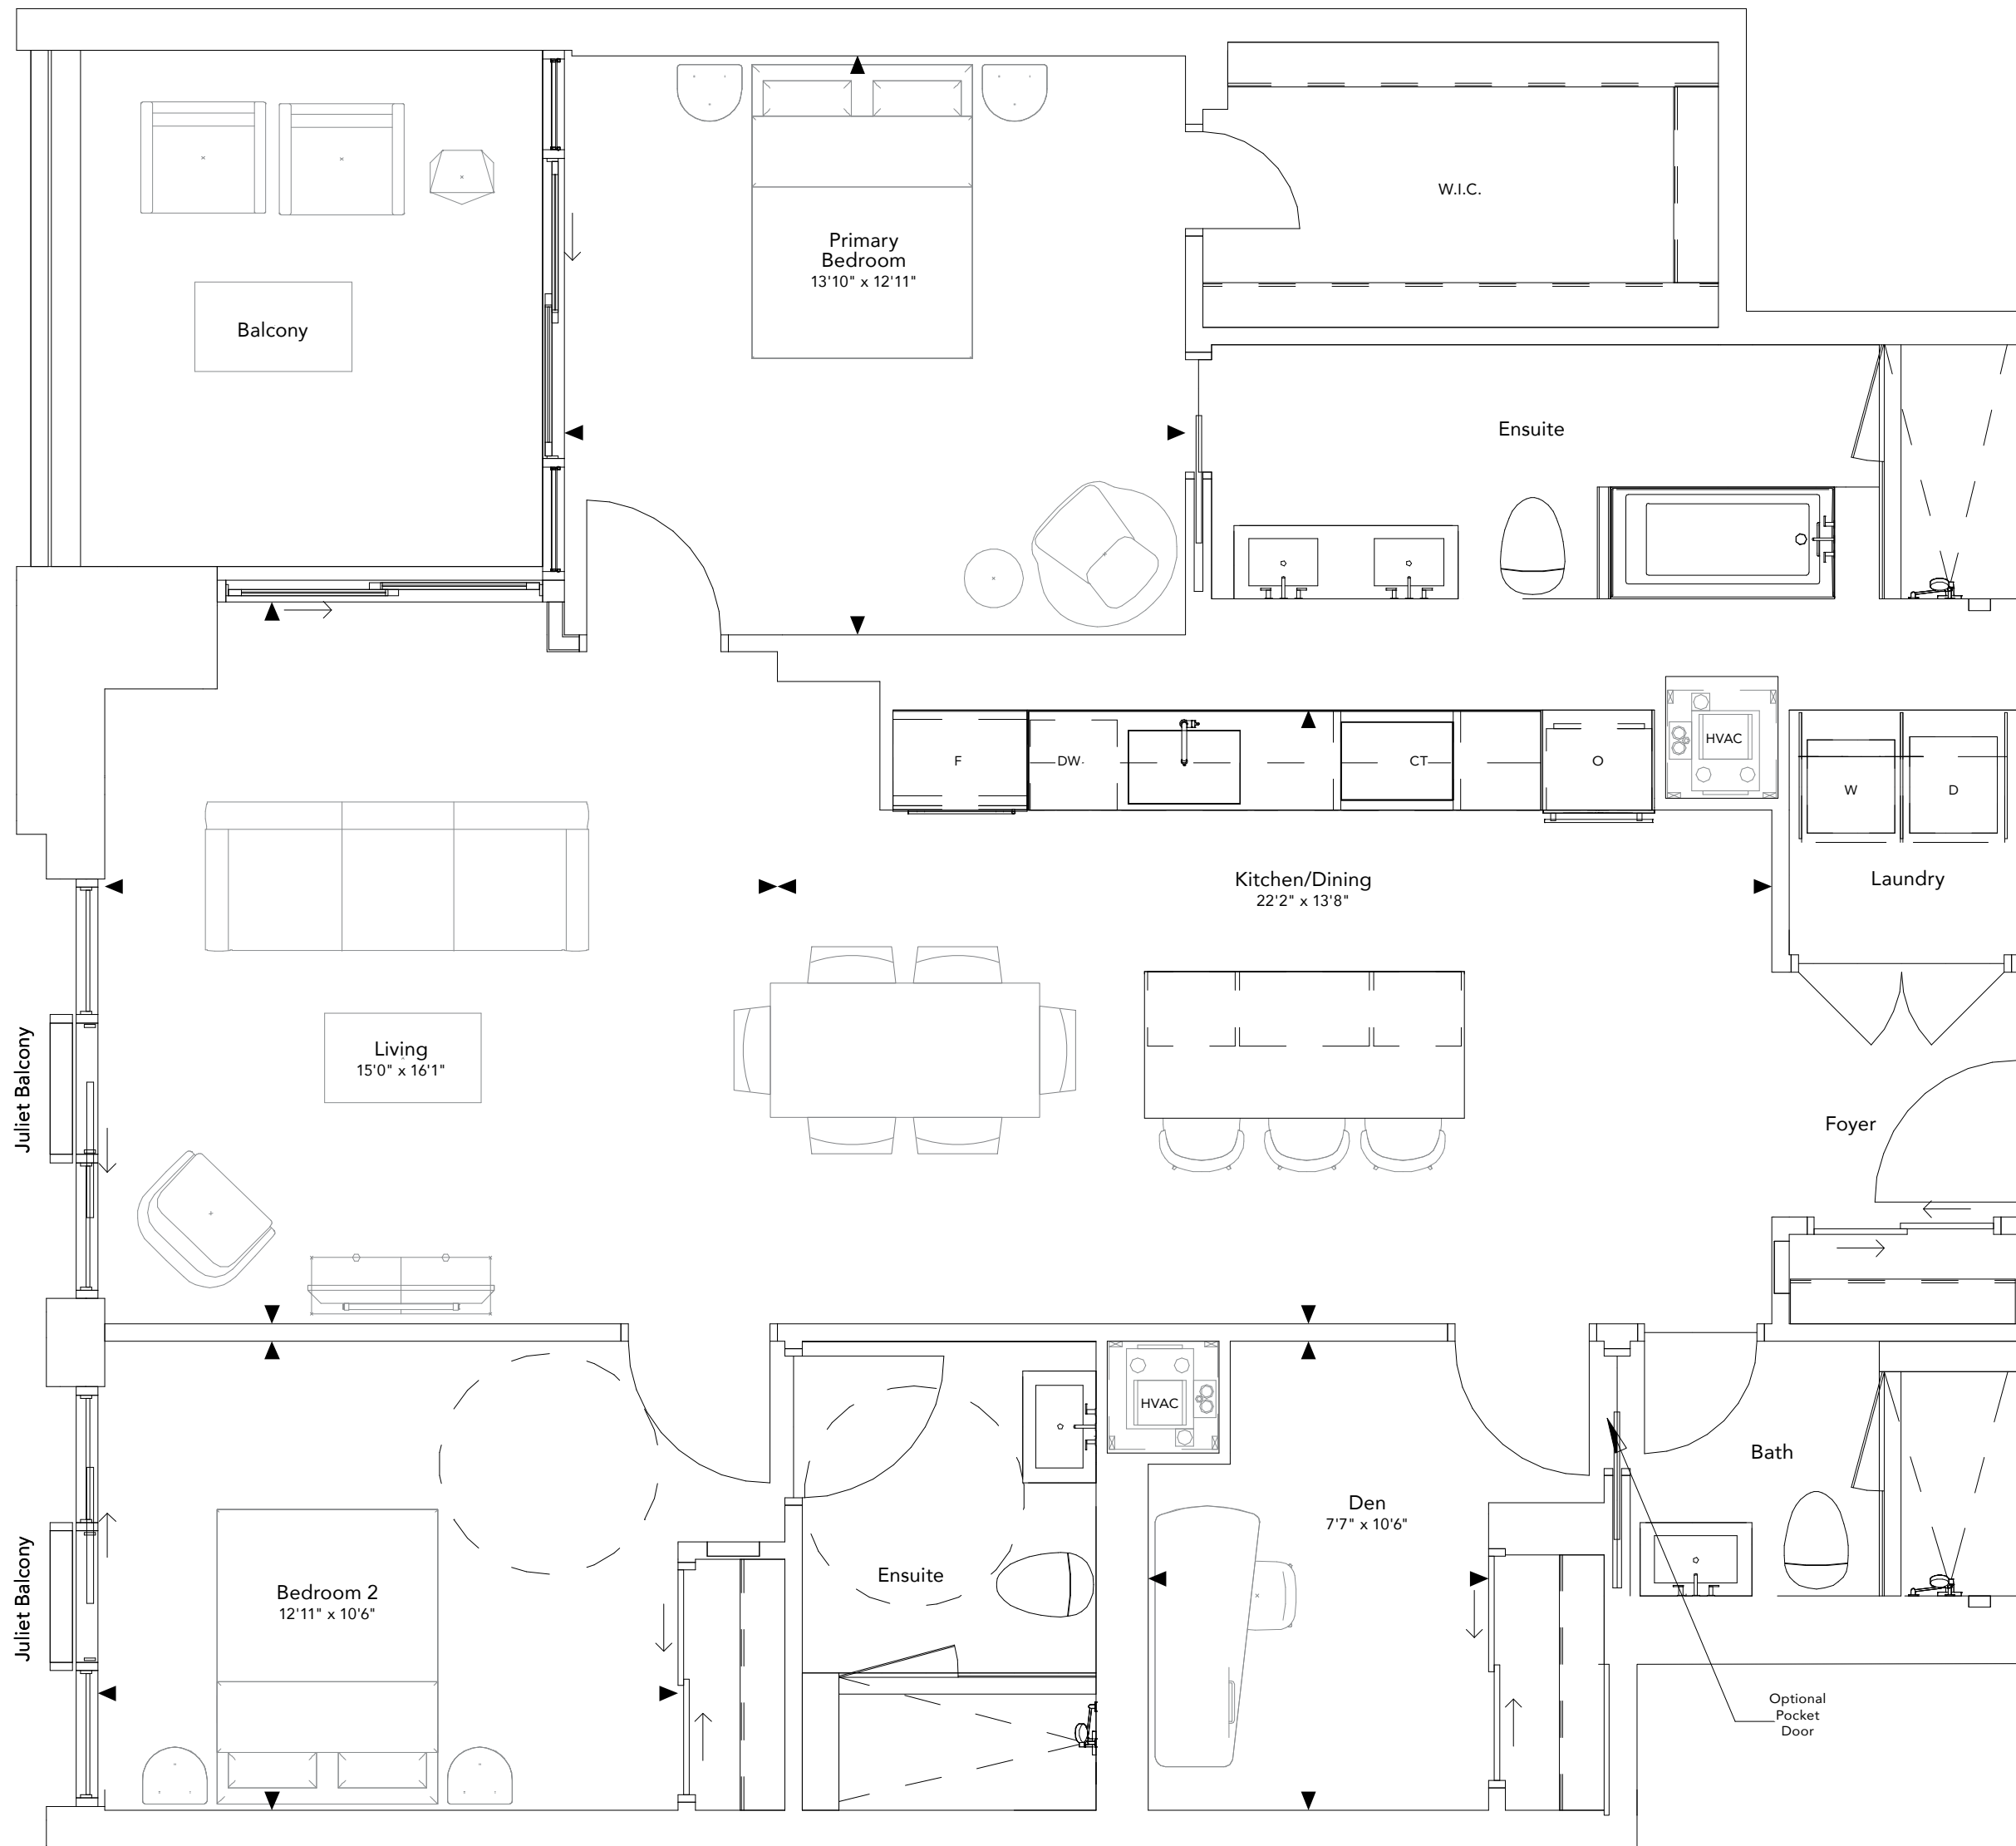 W.I.C.
Primary
Bedroom
13'10" x 12'11"
Balcony
Ensuite
HVAC
F
DW
CT
O
W
D
Kitchen/Dining
22'2" x 13'8"
Laundry
Juliet Balcony
Living
15'0" x 16'1"
Foyer
HVAC
Bath
Den
7'7" x 10'6"
Ensuite
Juliet Balcony
Bedroom 2
12'11" x 10'6"
Optional
Pocket
Door